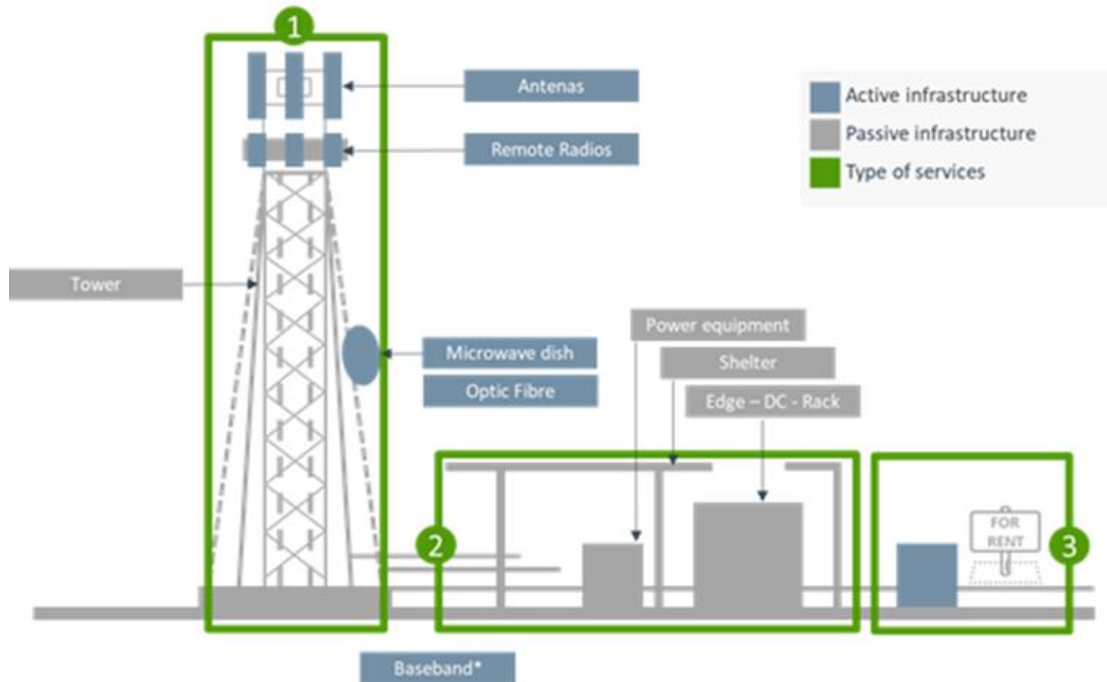 1
Antenas
Active infrastructure
Passive infrastructure
Remote Radios
Type of services
Tower
Power equipment
Microwave dish
Shelter
Optic Fibre
Edge – DC - Rack
FOR
RENT
2
3
Baseband*